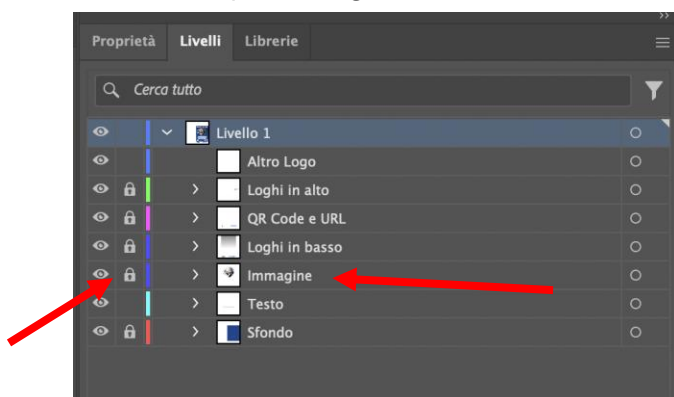 Proprietà Livelli Librerie
Cerca tutto
Livello 1
Altro Logo
Loghi in alto
QR Code e URL
Loghi in basso
Immagine
Testo
Sfondo